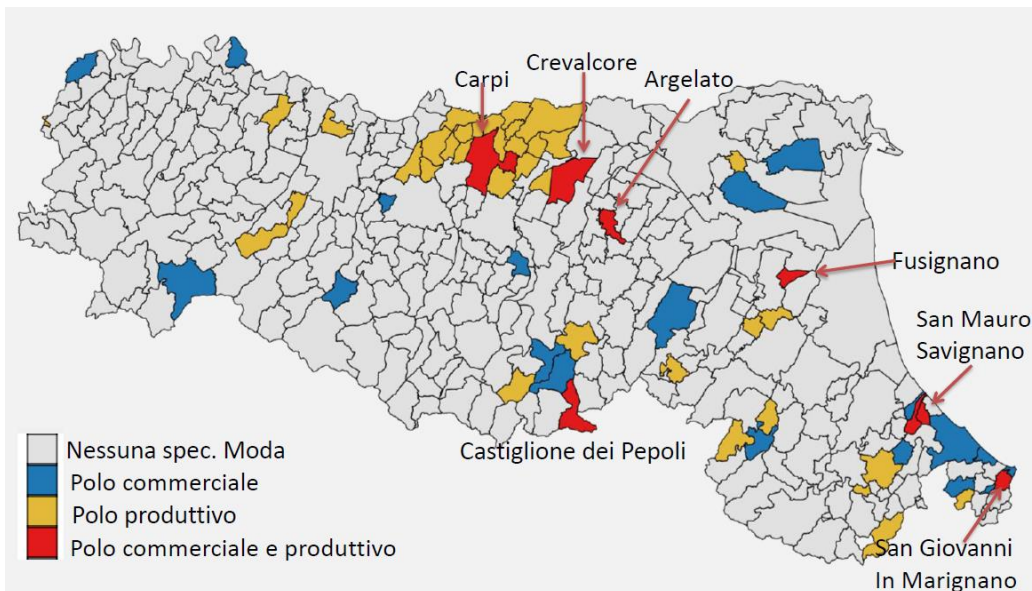 Crevalcore
Carpi
Argelato
Fusignano
San Mauro
Savignano
Castiglione dei Pepoli
Nessuna spec. Moda
Polo commerciale
Polo produttivo
Polo commerciale e produttivo
San Giovanni
In Marignano